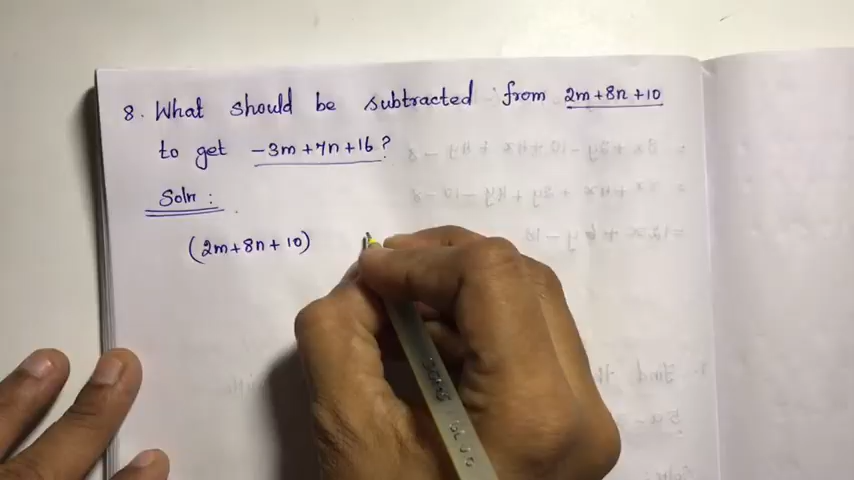 8. What should be subtracted from 2m+8n+10
to get -3m+7n+16?
Soln :
(2m+8n+10)